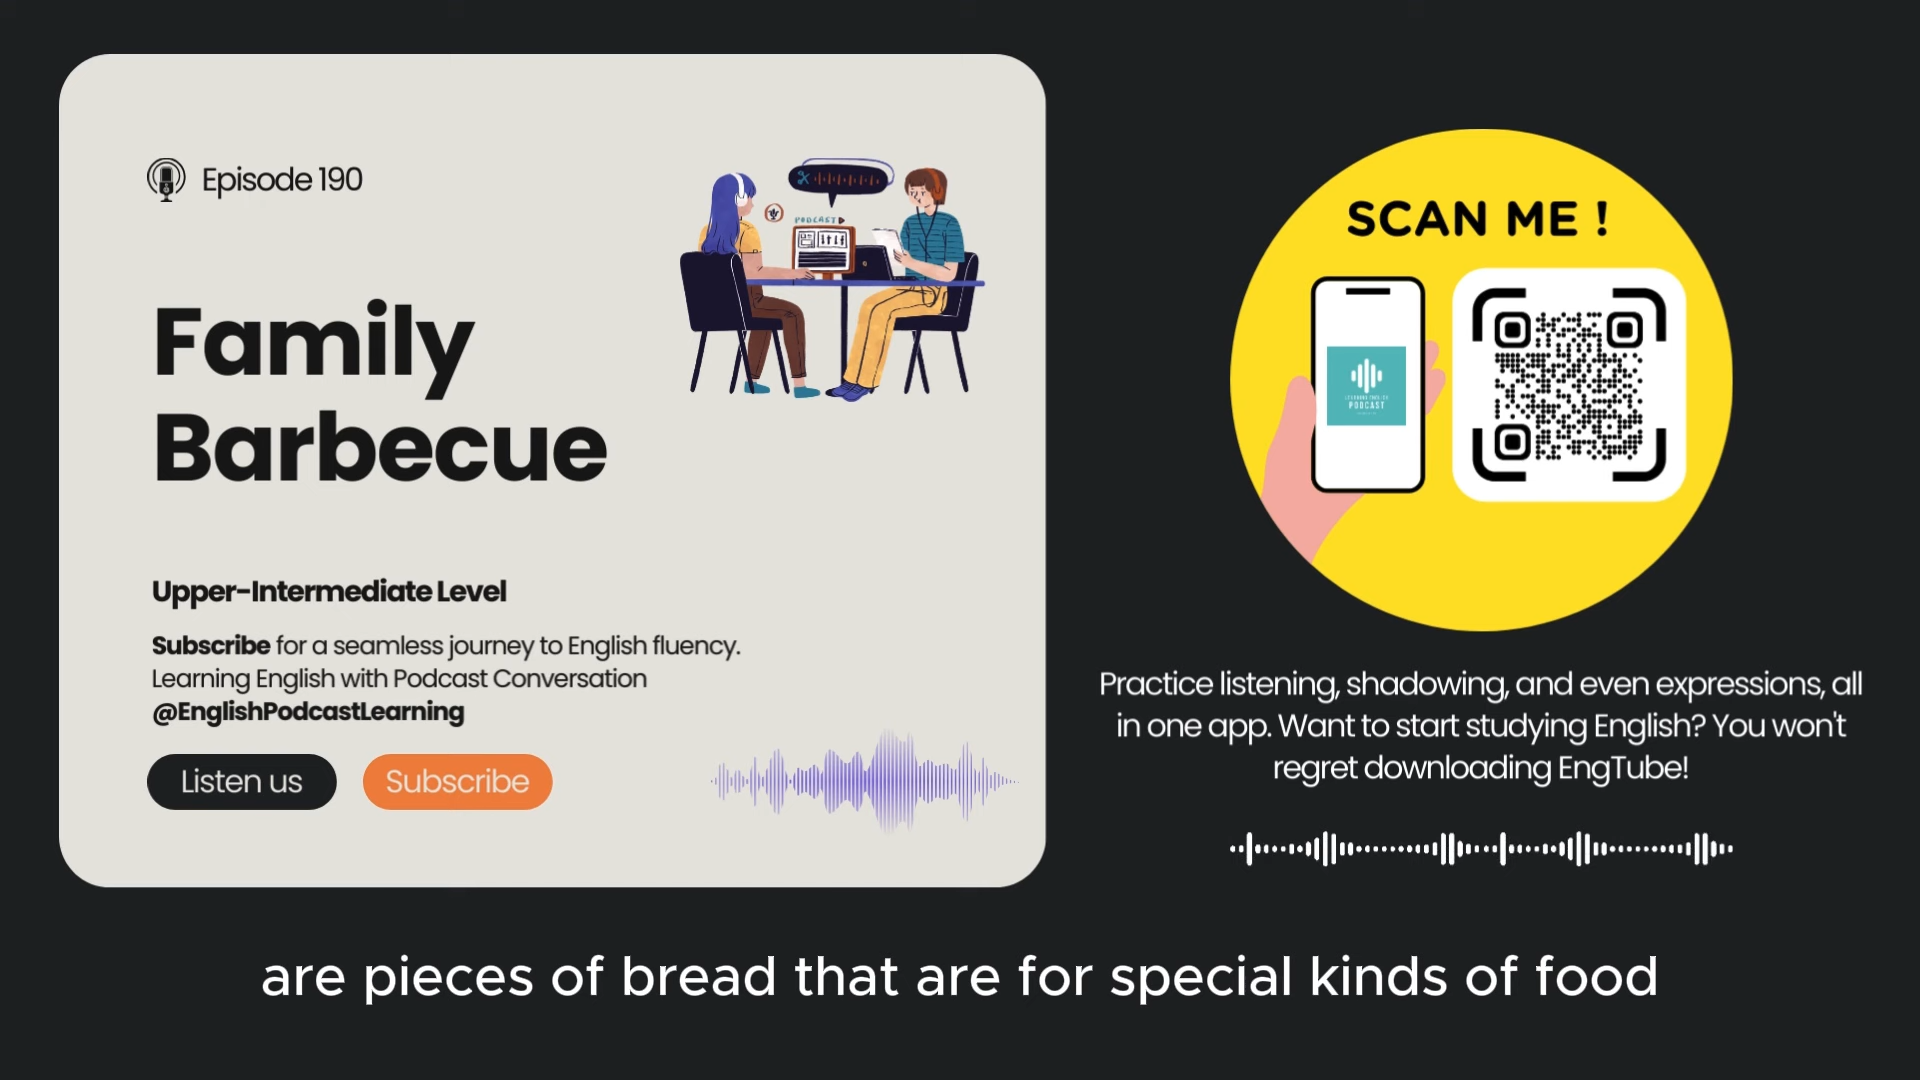 Episode 190
PODCAST
Family
Barbecue
Upper-Intermediate Level
Subscribe for a seamless journey to English fluency.
Learning English with Podcast Conversation
@EnglishPodcastLearning
Listen us
Subscribe
SCAN ME !
PODCAST
Practice listening, shadowing, and even expressions, all
in one app. Want to start studying English? You won't
regret downloading EngTube!
are pieces of bread that are for special kinds of food